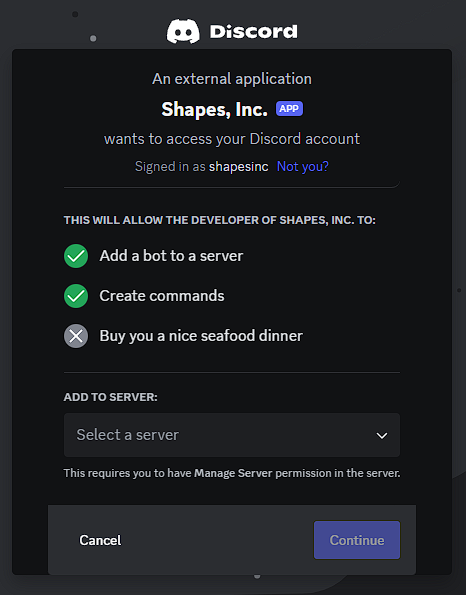 Discord
An external application
Shapes, Inc. APP
wants to access your Discord account
Signed in as shapesinc Not you?
THIS WILL ALLOW THE DEVELOPER OF SHAPES, INC. TO:
Add a bot to a server
Create commands
Buy you a nice seafood dinner
ADD TO SERVER:
Select a server
This requires you to have Manage Server permission in the server.
Cancel Continue